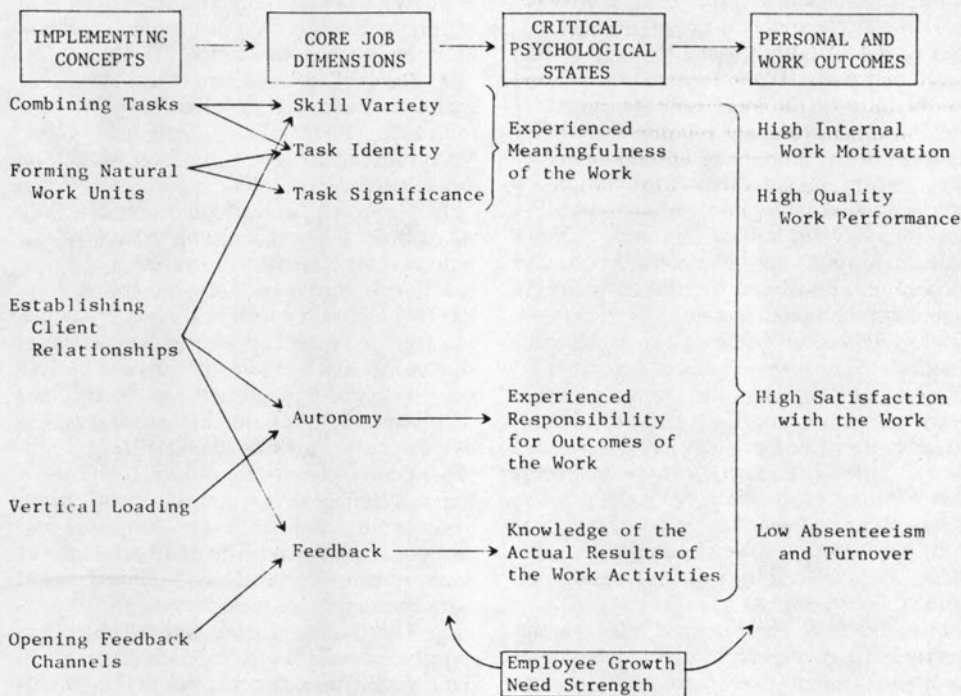 IMPLEMENTING
CONCEPTS
CORE JOB
DIMENSIONS
CRITICAL
PSYCHOLOGICAL
STATES
PERSONAL AND
WORK OUTCOMES
Combining Tasks
Forming Natural
Work Units
Establishing
Client
Relationships
Vertical Loading
Opening Feedback
Channels
Skill Variety
Task Identity
Task Significance
Autonomy
Feedback
Experienced
Meaningfulness
of the Work
Experienced
Responsibility
for Outcomes of
the Work
Knowledge of the
Actual Results of
the Work Activities
High Internal
Work Motivation
High Quality
Work Performance
High Satisfaction
with the Work
Low Absenteeism
and Turnover
Employee Growth
Need Strength